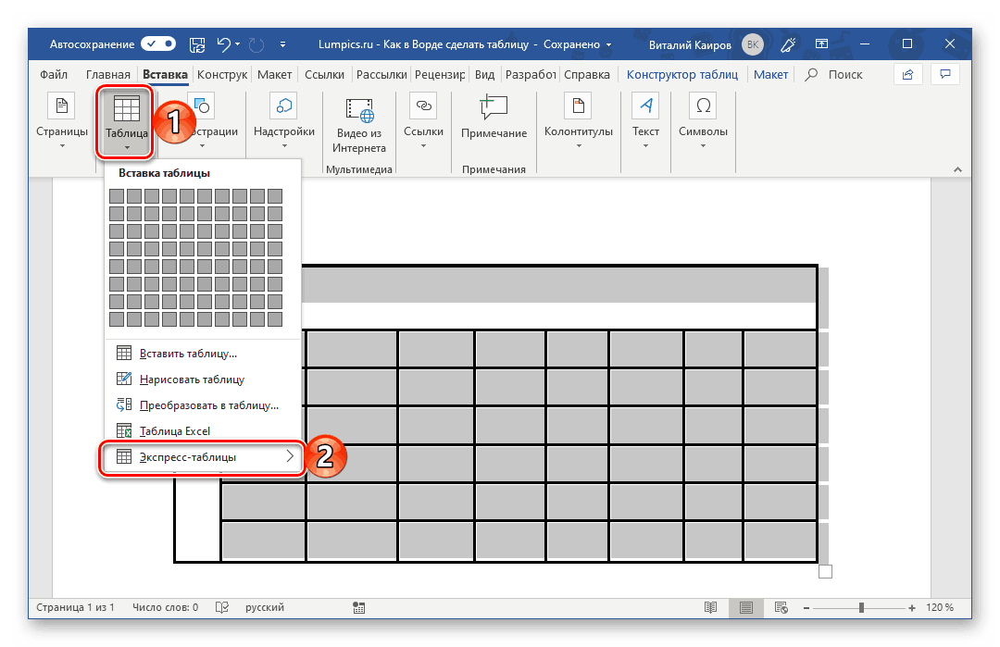 Автосохранение
Lumpics.ru - Как в Ворде сделать таблицу - Сохранено
Виталий Каиров
ВК
Файл Главная Вставка Конструк Макет Ссылки Рассылки Рецензир Вид Разработ Справка Конструктор таблиц Макет Поиск
Страницы
Таблица
1
страции
Надстройки
Видео из
Интернета
Ссылки
Примечание
Колонтитулы
Текст
Символы
Мультимедиа
Примечания
Вставка таблицы
Вставить таблицу...
Нарисовать таблицу
Преобразовать в таблицу...
Таблица Excel
Экспресс-таблицы
2
Страница 1 из 1 Число слов: 0 русский 120 %